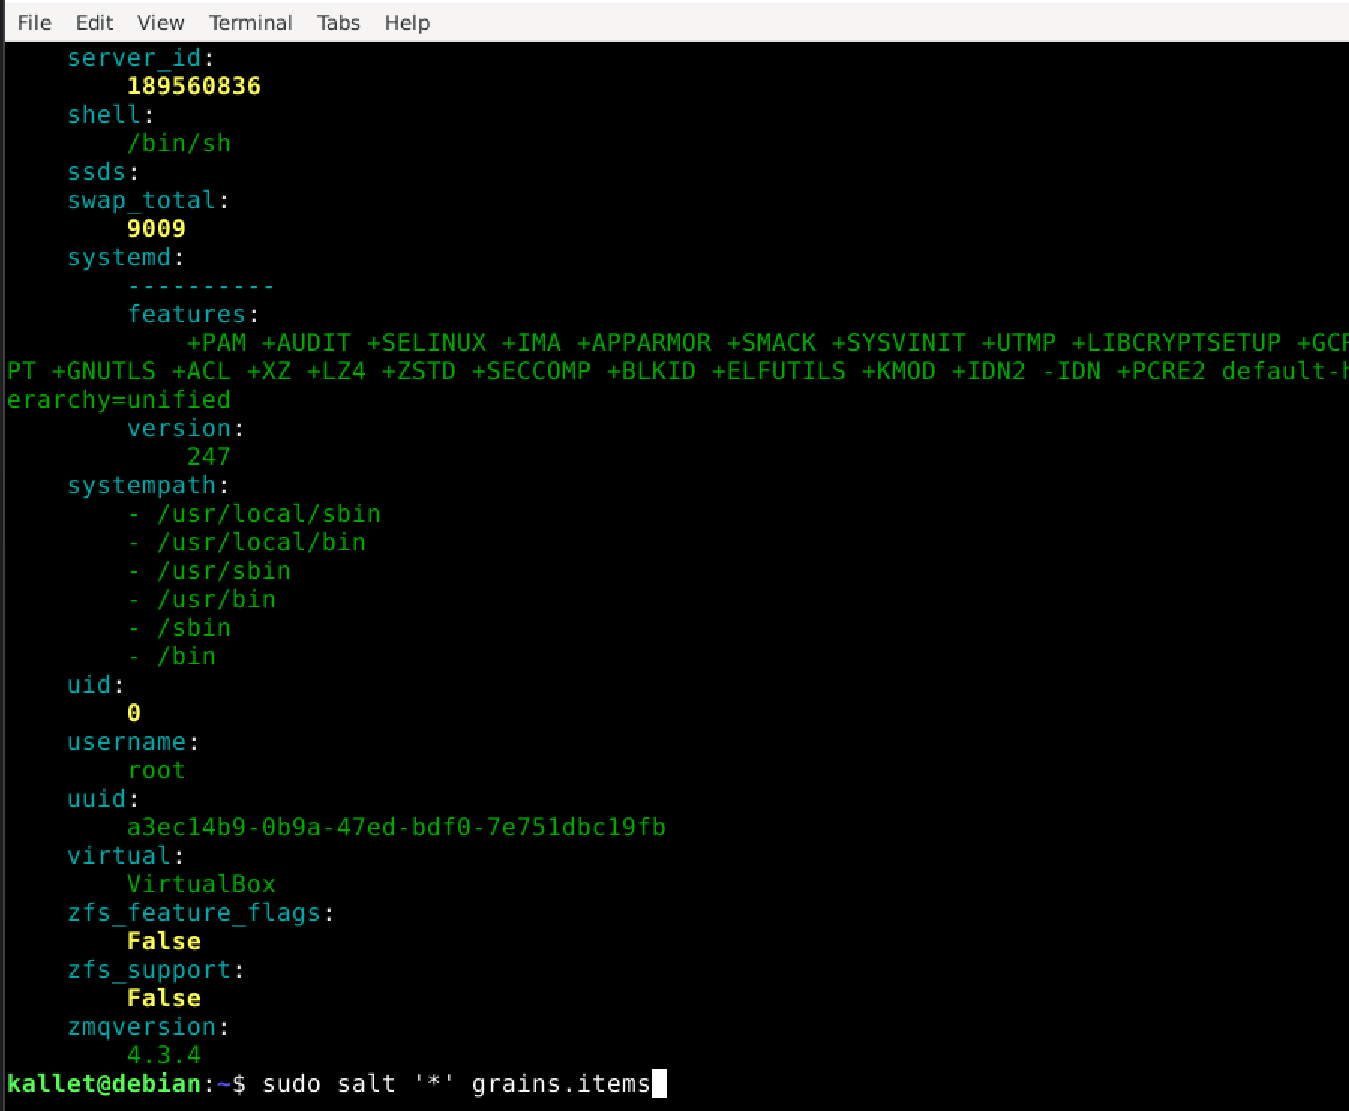 File Edit View Terminal Tabs Help
server_id:
189560836
shell:
/bin/sh
ssds:
swap_total:
9009
systemd:
----------
features:
+PAM +AUDIT +SELINUX +IMA +APPARMOR +SMACK +SYSVINIT +UTMP +LIBCRYPTSETUP +GCR
PT +GNUTLS +ACL +XZ +LZ4 +ZSTD +SECCOMP +BLKID +ELFUTILS +KMOD +IDN2 -IDN +PCRE2 default-h
erarchy=unified
version:
247
systempath:
- /usr/local/sbin
- /usr/local/bin
- /usr/sbin
- /usr/bin
- /sbin
- /bin
uid:
0
username:
root
uuid:
a3ec14b9-0b9a-47ed-bdf0-7e751dbc19fb
virtual:
VirtualBox
zfs_feature_flags:
False
zfs_support:
False
zmqversion:
4.3.4
kallet@debian:~$ sudo salt '*' grains.items